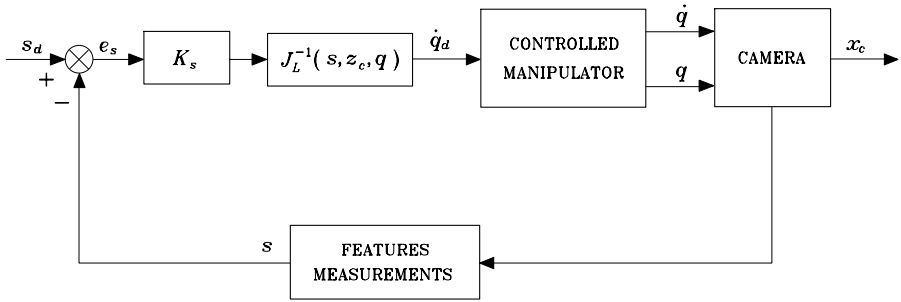 s_d
+
−
e_s
K_s
J_L^{-1}(s, z_c, q)
q̇_d
CONTROLLED
MANIPULATOR
q̇
q
CAMERA
x_c
s
FEATURES
MEASUREMENTS